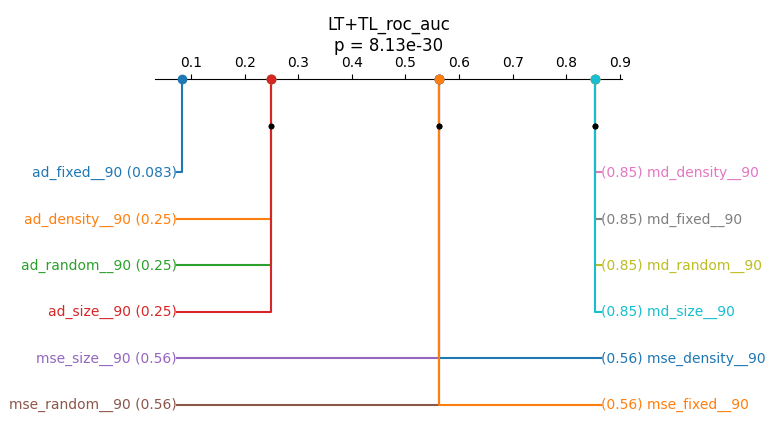 LT+TL_roc_auc
p = 8.13e-30
0.1 0.2 0.3 0.4 0.5 0.6 0.7 0.8 0.9
ad_fixed__90 (0.083)
(0.85) md_density__90
ad_density__90 (0.25)
(0.85) md_fixed__90
ad_random__90 (0.25)
(0.85) md_random__90
ad_size__90 (0.25)
(0.85) md_size__90
mse_size__90 (0.56)
(0.56) mse_density__90
mse_random__90 (0.56)
(0.56) mse_fixed__90